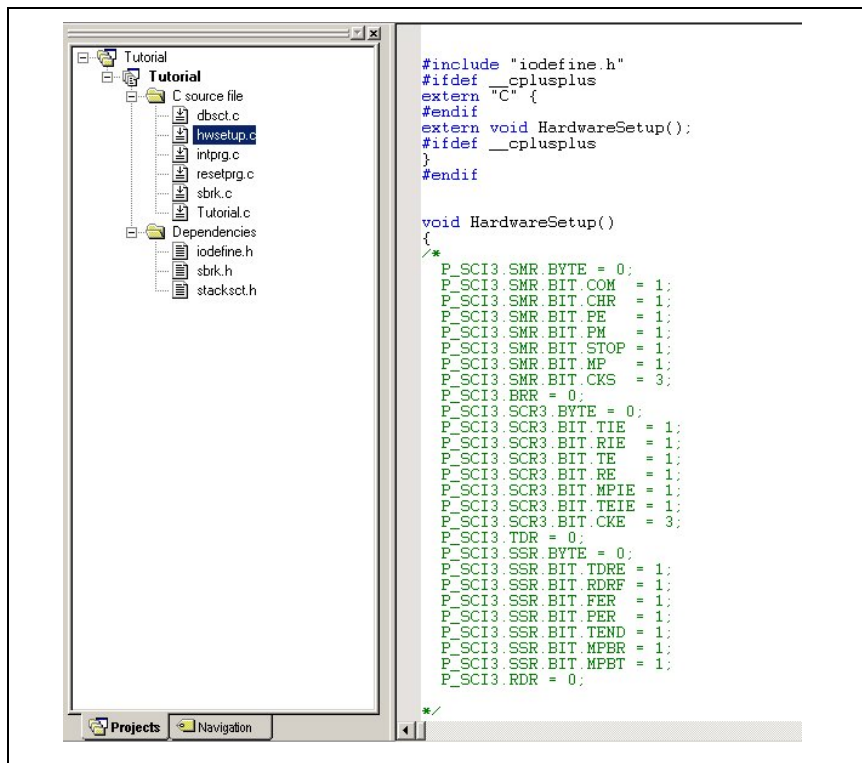 Tutorial
Tutorial
C source file
dbsct.c
hwsetup.c
intprg.c
resetprg.c
sbrk.c
Tutorial.c
Dependencies
iodefine.h
sbrk.h
stacksct.h
Projects
Navigation
#include "iodefine.h"
#ifdef __cplusplus
extern "C" {
#endif
extern void HardwareSetup();
#ifdef __cplusplus
}
#endif
void HardwareSetup()
{
/*
P_SCI3.SMR.BYTE = 0;
P_SCI3.SMR.BIT.COM = 1;
P_SCI3.SMR.BIT.CHR = 1;
P_SCI3.SMR.BIT.PE = 1;
P_SCI3.SMR.BIT.PM = 1;
P_SCI3.SMR.BIT.STOP = 1;
P_SCI3.SMR.BIT.MP = 1;
P_SCI3.SMR.BIT.CKS = 3;
P_SCI3.BRR = 0;
P_SCI3.SCR3.BYTE = 0;
P_SCI3.SCR3.BIT.TIE = 1;
P_SCI3.SCR3.BIT.RIE = 1;
P_SCI3.SCR3.BIT.TE = 1;
P_SCI3.SCR3.BIT.RE = 1;
P_SCI3.SCR3.BIT.MPIE = 1;
P_SCI3.SCR3.BIT.TEIE = 1;
P_SCI3.SCR3.BIT.CKE = 3;
P_SCI3.TDR = 0;
P_SCI3.SSR.BYTE = 0;
P_SCI3.SSR.BIT.TDRE = 1;
P_SCI3.SSR.BIT.RDRF = 1;
P_SCI3.SSR.BIT.FER = 1;
P_SCI3.SSR.BIT.PER = 1;
P_SCI3.SSR.BIT.TEND = 1;
P_SCI3.SSR.BIT.MPBR = 1;
P_SCI3.SSR.BIT.MPBT = 1;
P_SCI3.RDR = 0;
*/